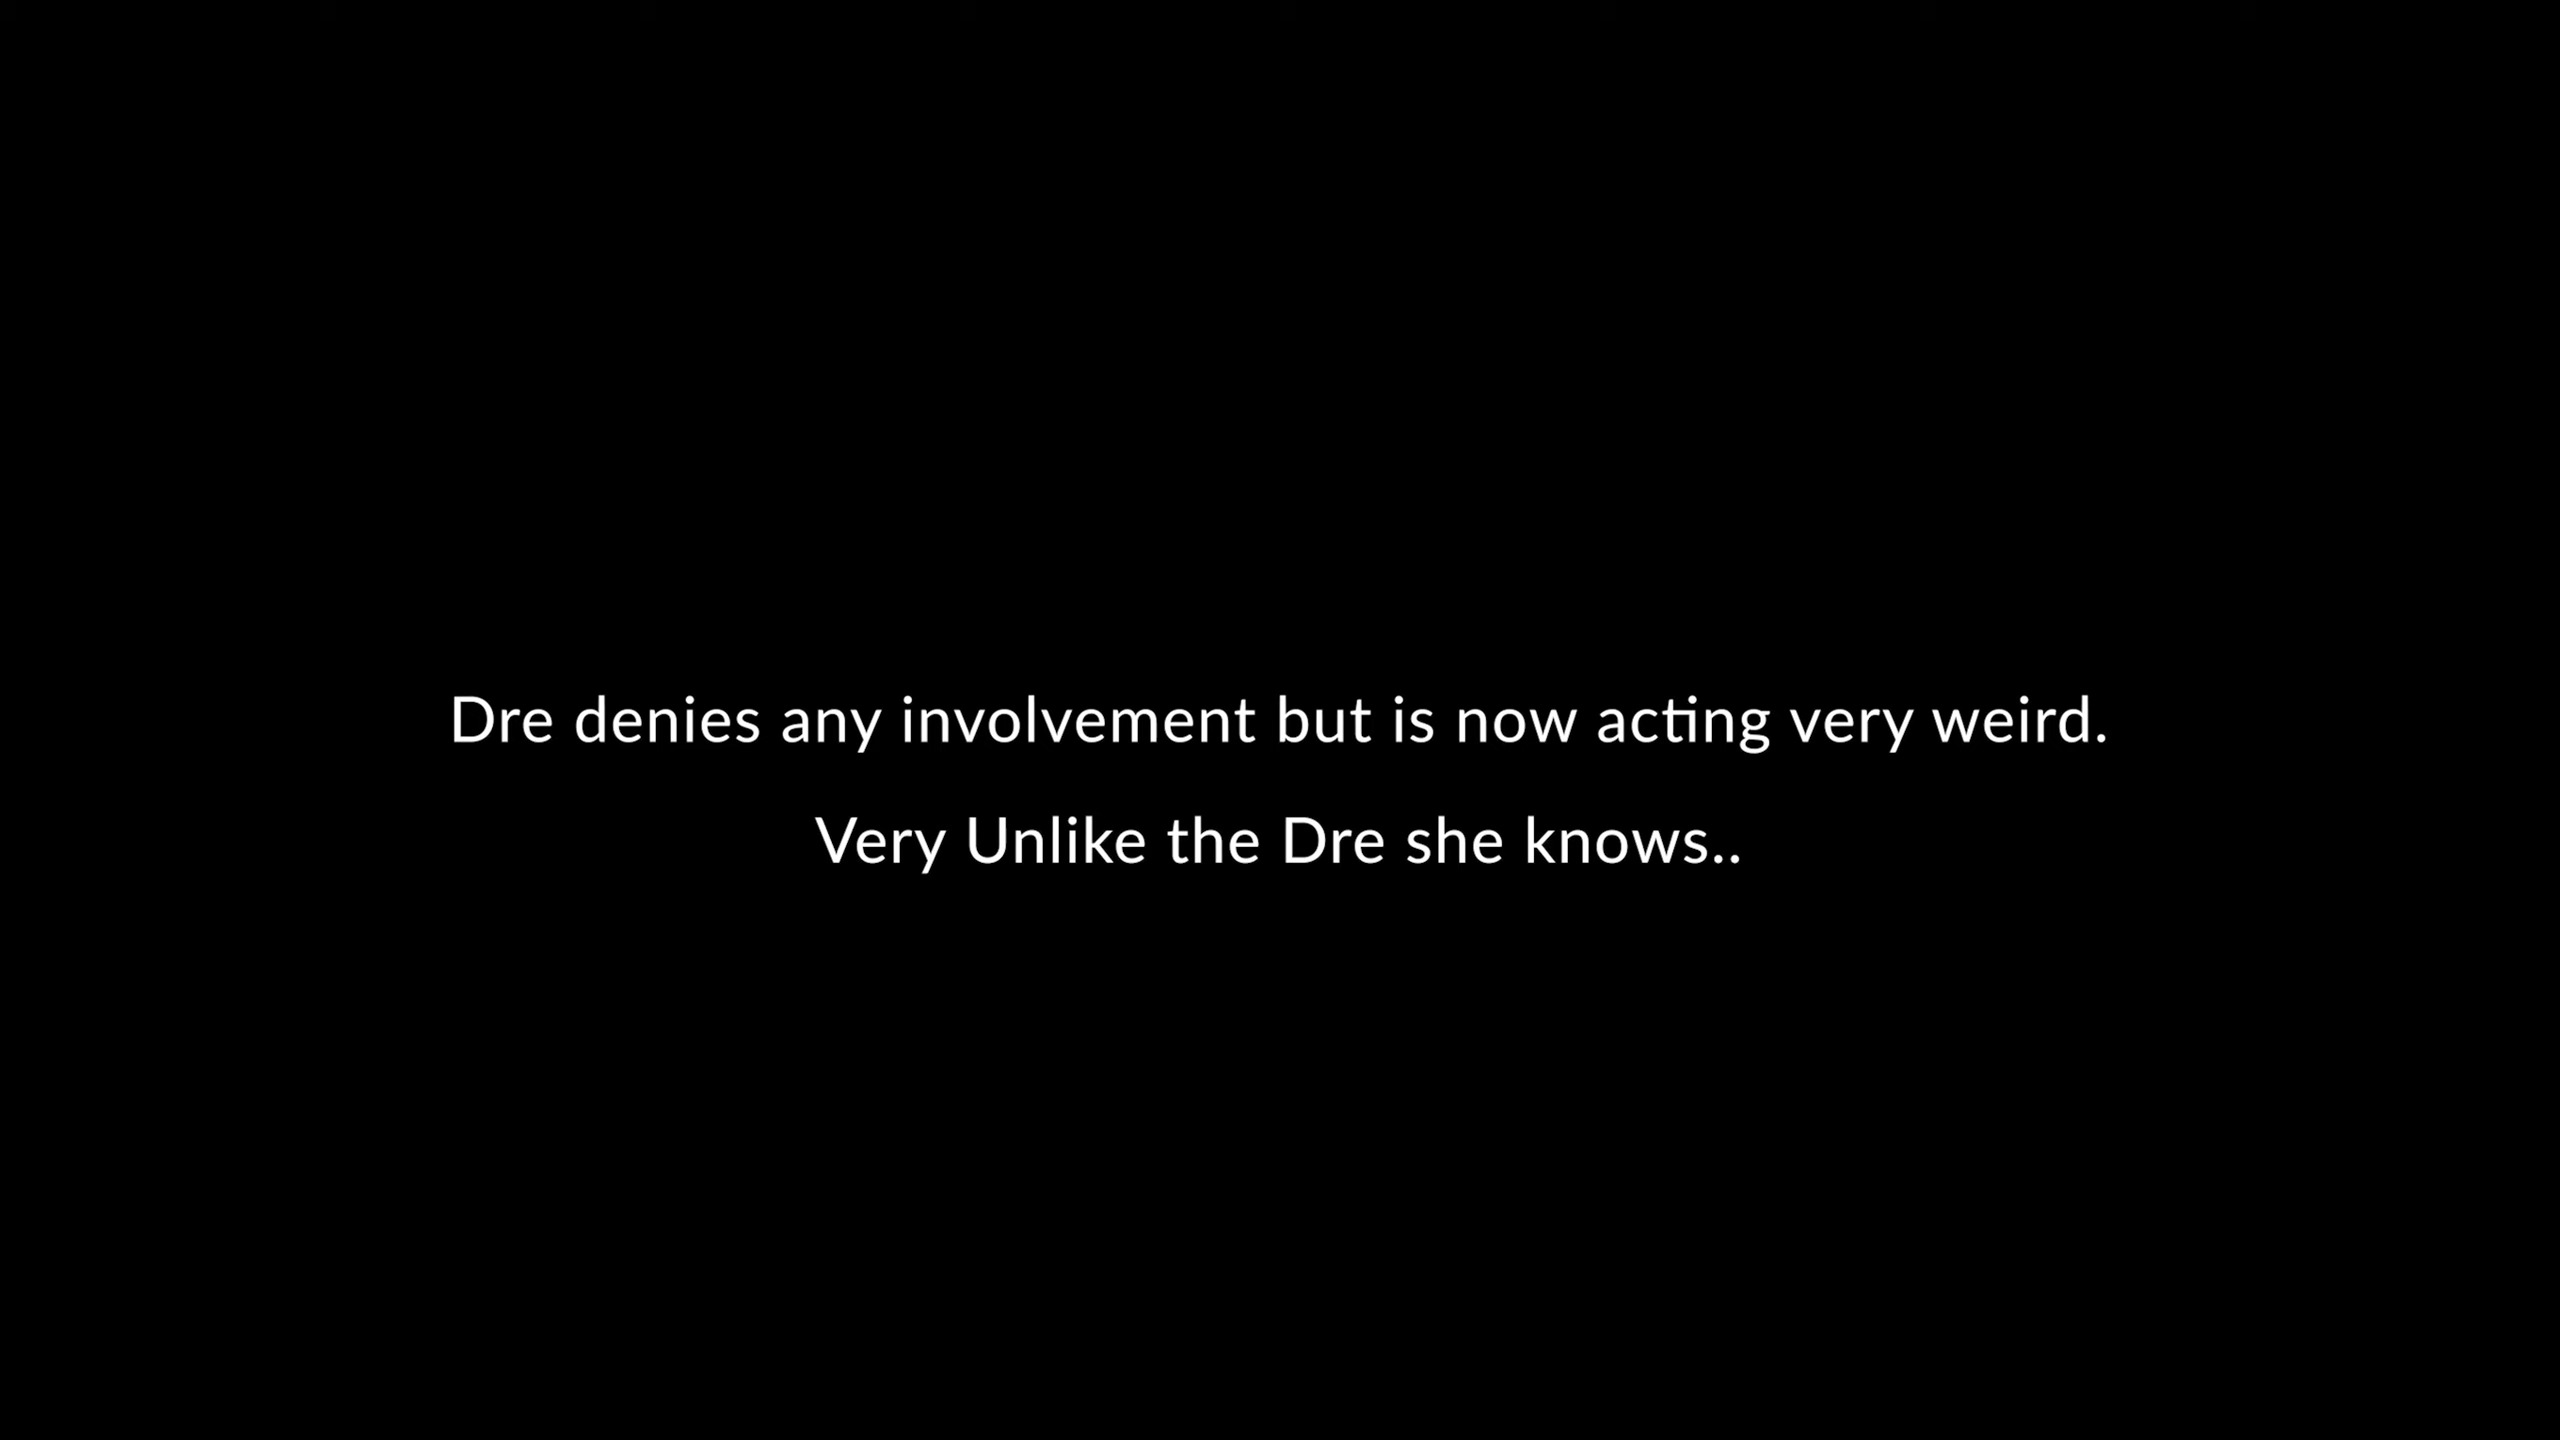 Dre denies any involvement but is now acting very weird.
Very Unlike the Dre she knows..